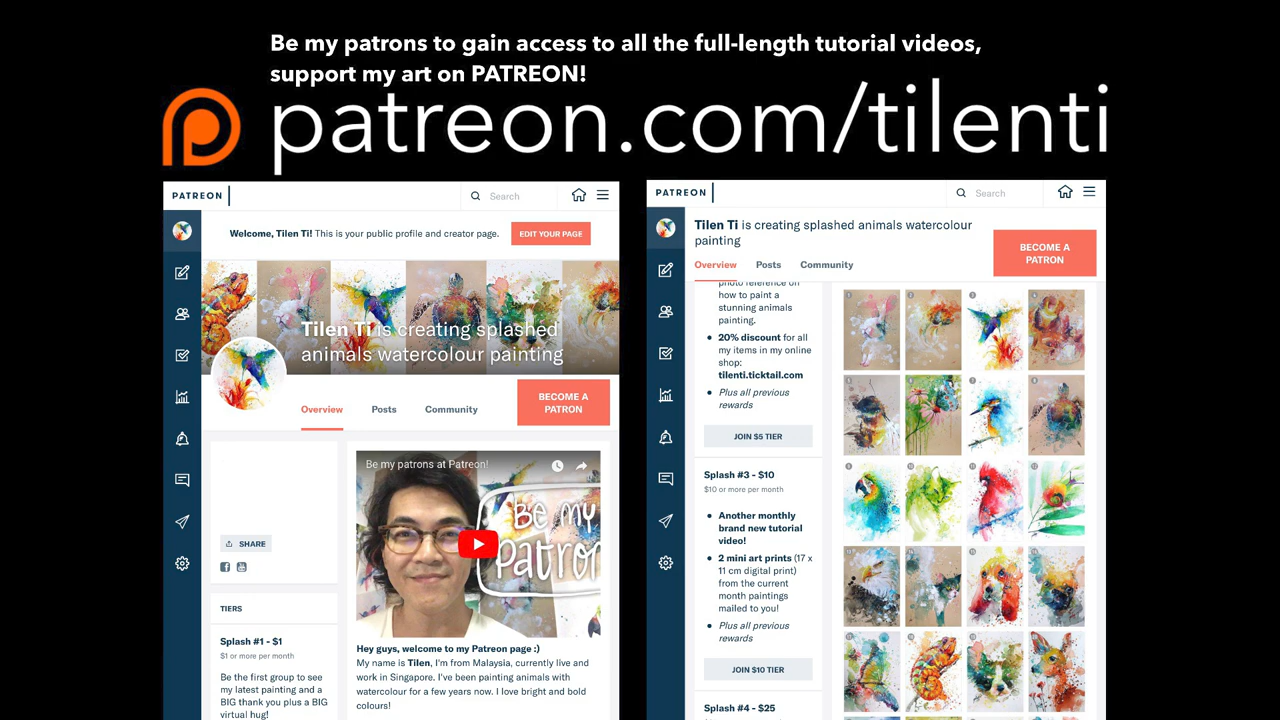 Be my patrons to gain access to all the full-length tutorial videos,
support my art on PATREON!
patreon.com/tilenti
PATREON
Search
Welcome, Tilen Ti! This is your public profile and creator page.
EDIT YOUR PAGE
Tilen Ti is creating splashed
animals watercolour painting
Overview
Posts
Community
BECOME A
PATRON
SHARE
TIERS
Splash #1 - $1
$1 or more per month
Be the first group to see
my latest painting and a
BIG thank you plus a BIG
virtual hug!
Be my patrons at Patreon!
Be my
Patron
Hey guys, welcome to my Patreon page :)
My name is Tilen, I'm from Malaysia, currently live and
work in Singapore. I've been painting animals with
watercolour for a few years now. I love bright and bold
colours!
PATREON
Search
Tilen Ti is creating splashed animals watercolour
painting
BECOME A
PATRON
Overview
Posts
Community
photo reference on
how to paint a
stunning animals
painting.
20% discount for all
my items in my online
shop:
tilenti.ticktail.com
Plus all previous
rewards
JOIN $5 TIER
Splash #3 - $10
$10 or more per month
Another monthly
brand new tutorial
video!
2 mini art prints (17 x
11 cm digital print)
from the current
month paintings
mailed to you!
Plus all previous
rewards
JOIN $10 TIER
Splash #4 - $25